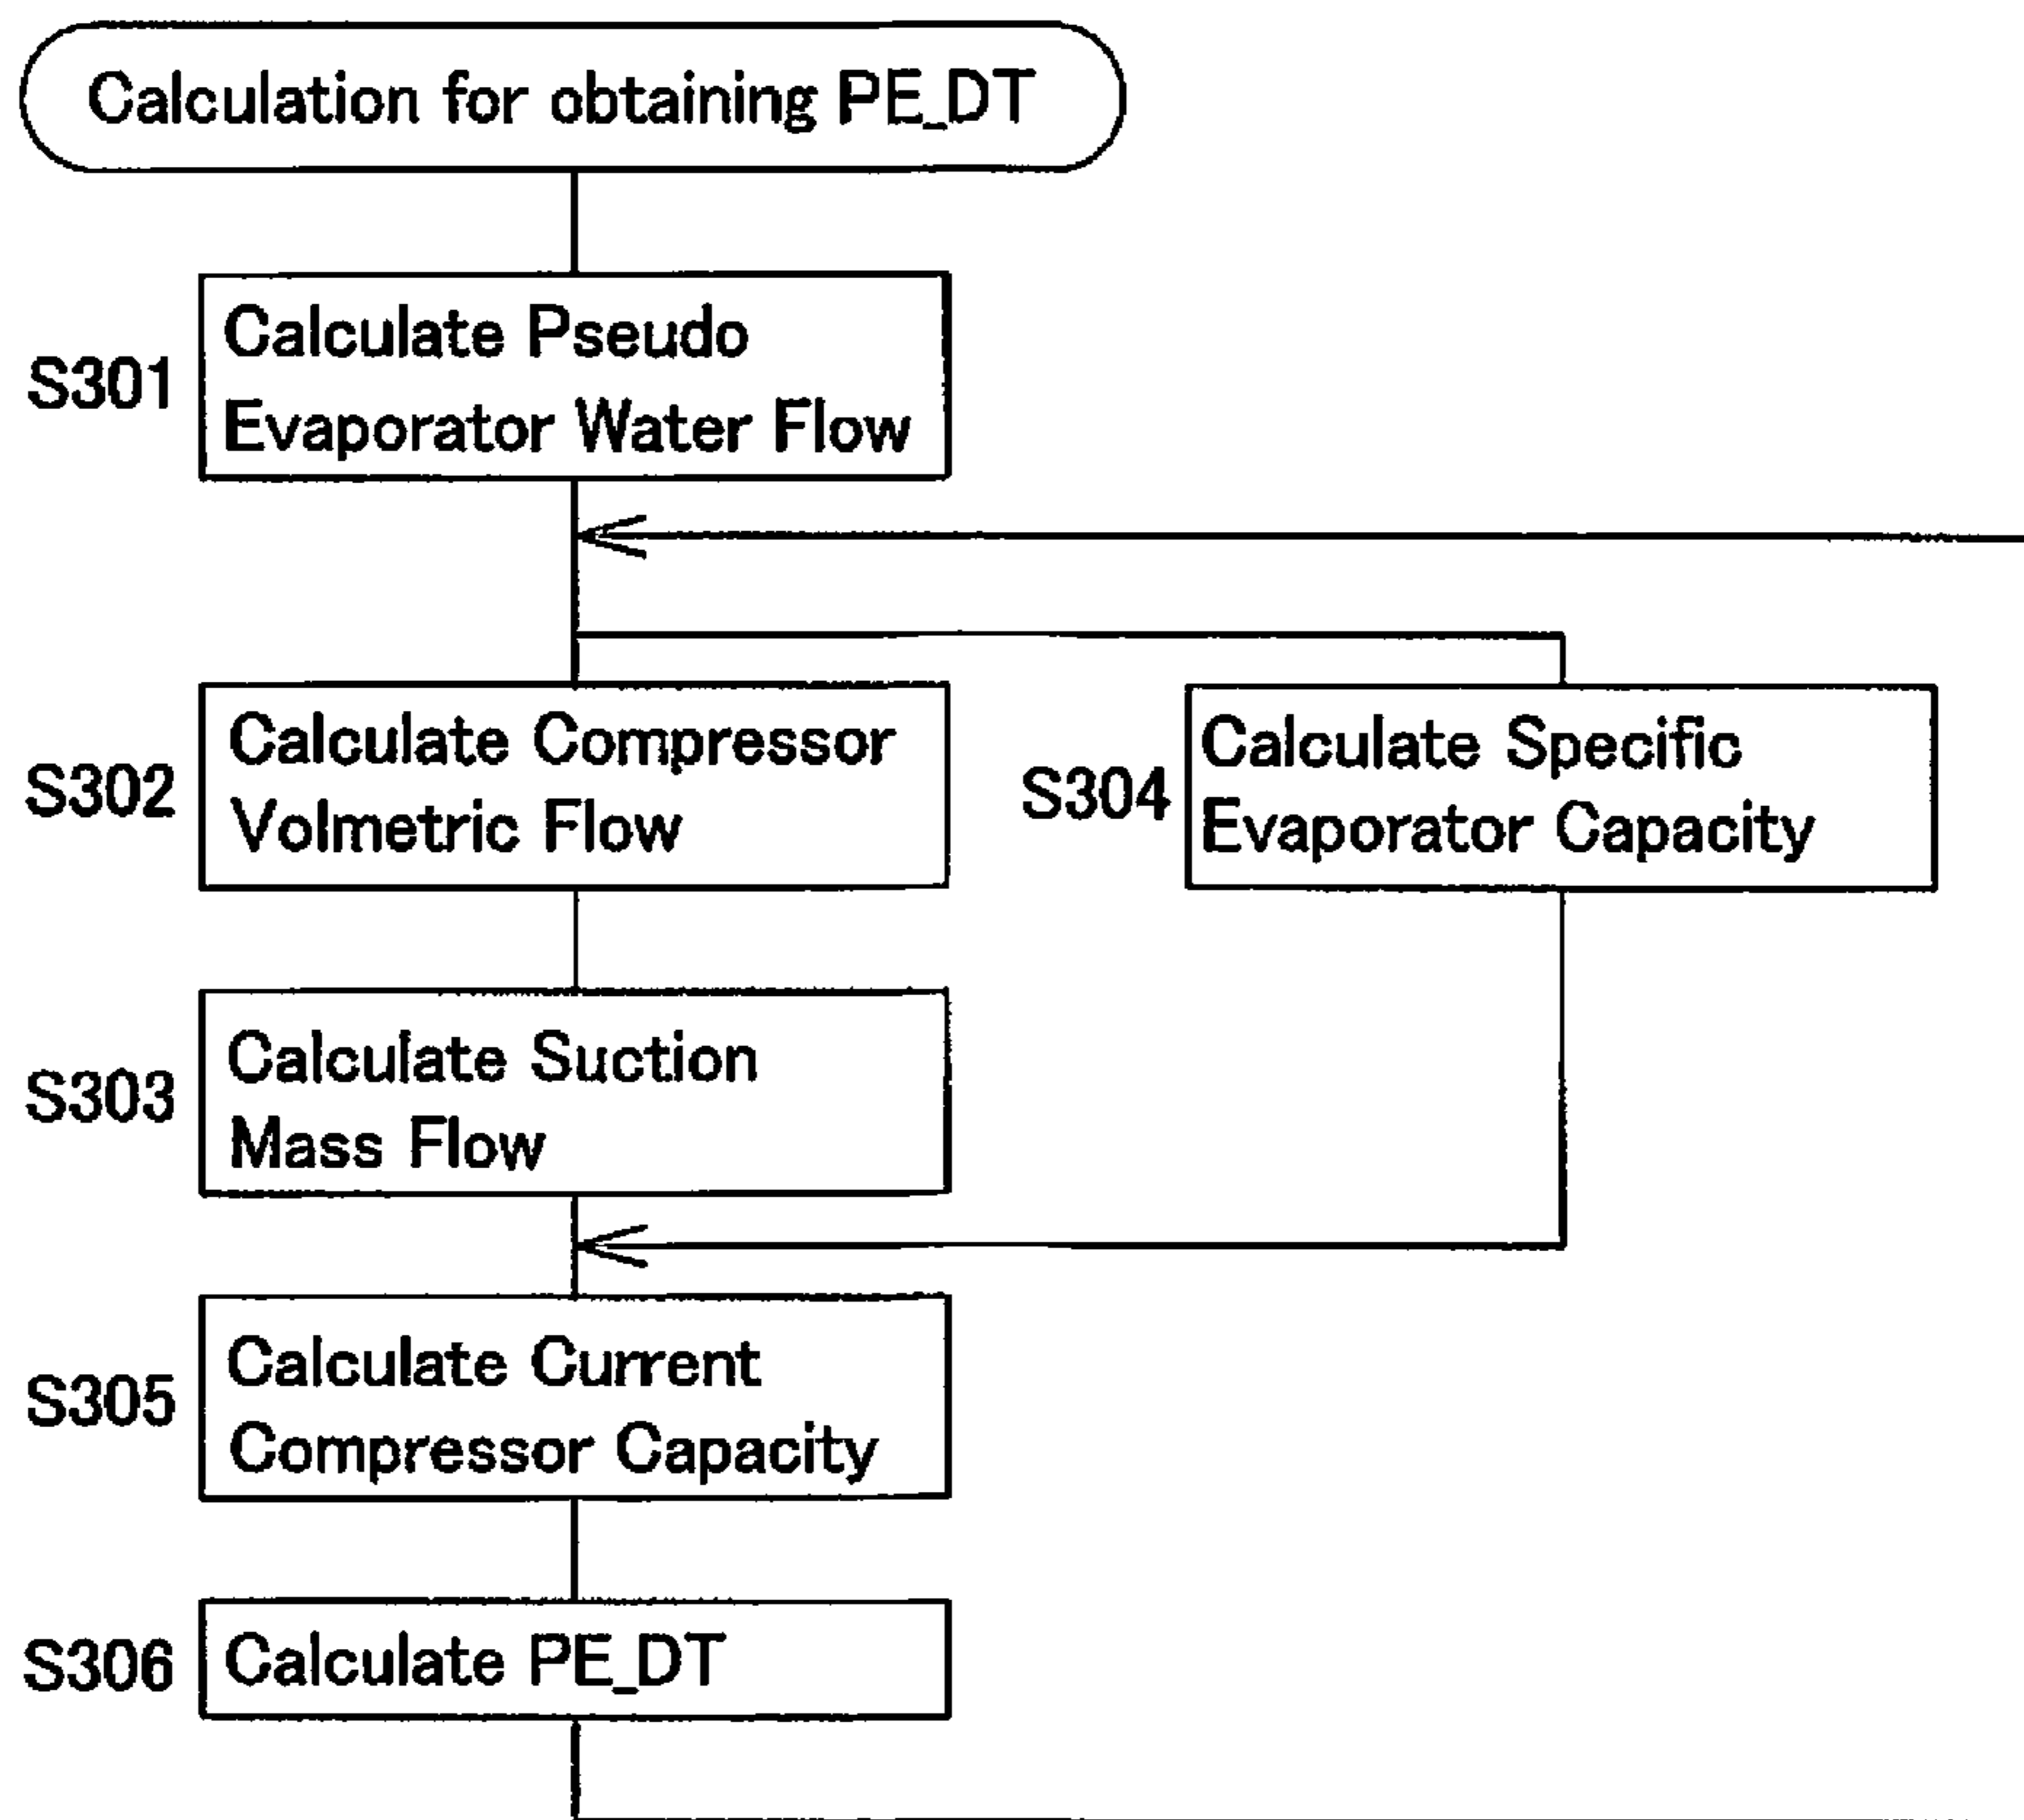 Calculation for obtaining PE_DT
S301
Calculate Pseudo
Evaporator Water Flow
S302
Calculate Compressor
Volmetric Flow
S304
Calculate Specific
Evaporator Capacity
S303
Calculate Suction
Mass Flow
S305
Calculate Current
Compressor Capacity
S306
Calculate PE_DT